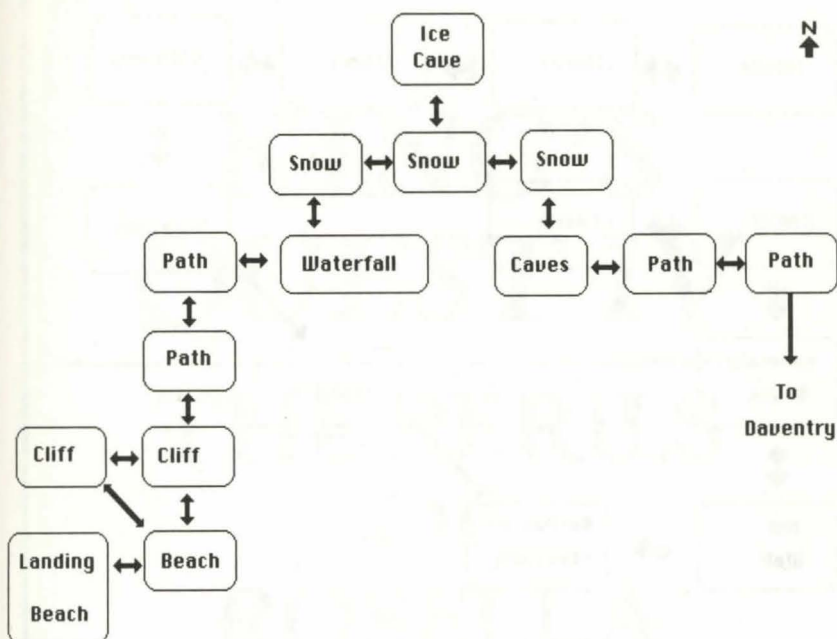 Ice
Cave
N
Snow
Snow
Snow
Path
Waterfall
Caves
Path
Path
Path
To
Daventry
Cliff
Cliff
Landing
Beach
Beach